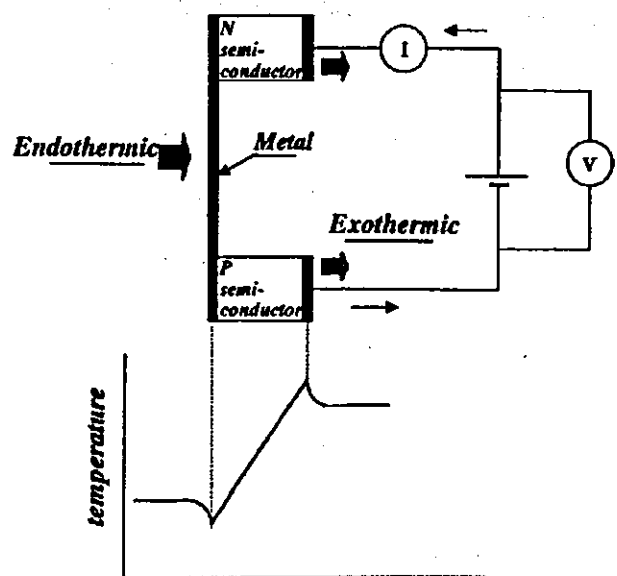 N
semi-
conductor
I
Endothermic
Metal
V
Exothermic
P
semi-
conductor
temperature